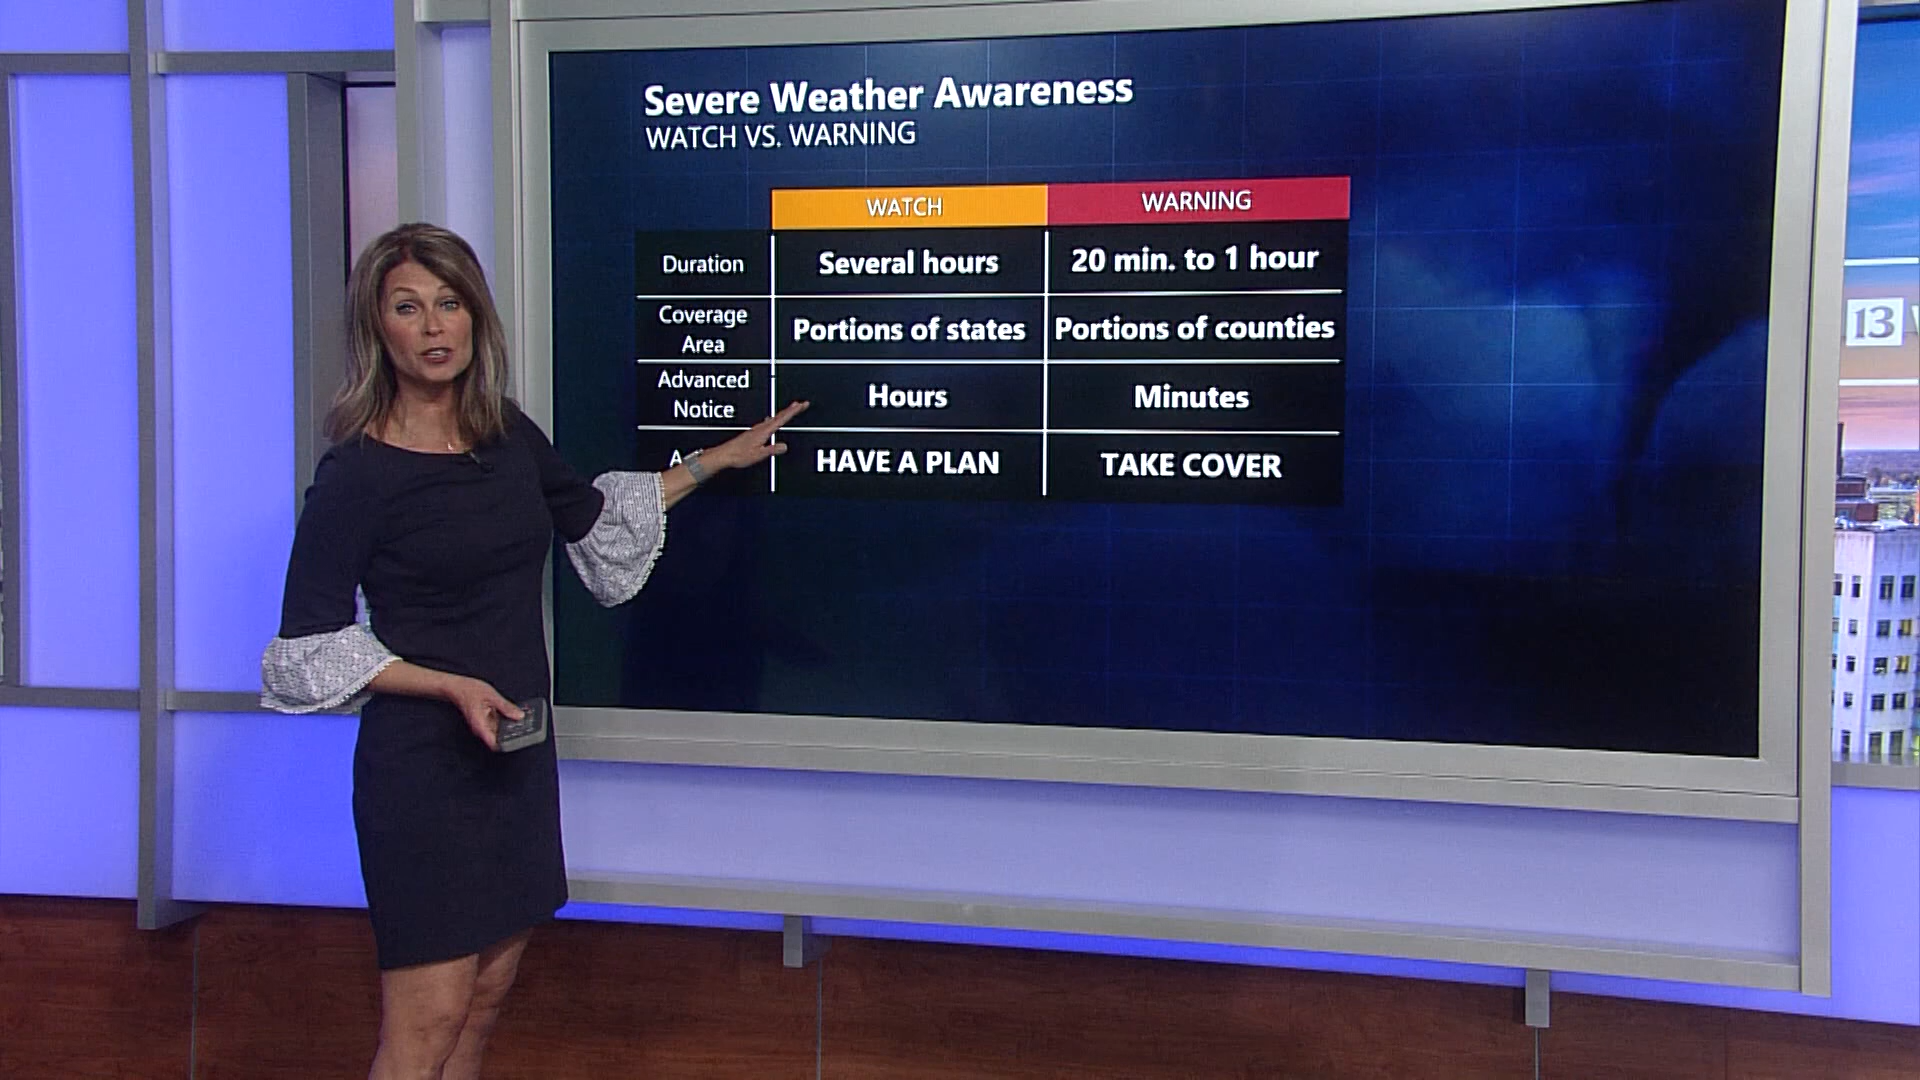 Severe Weather Awareness
WATCH VS. WARNING
WATCH WARNING
Duration Several hours 20 min. to 1 hour
Coverage
Area
Portions of states Portions of counties
Advanced
Notice
Hours Minutes
HAVE A PLAN TAKE COVER
13